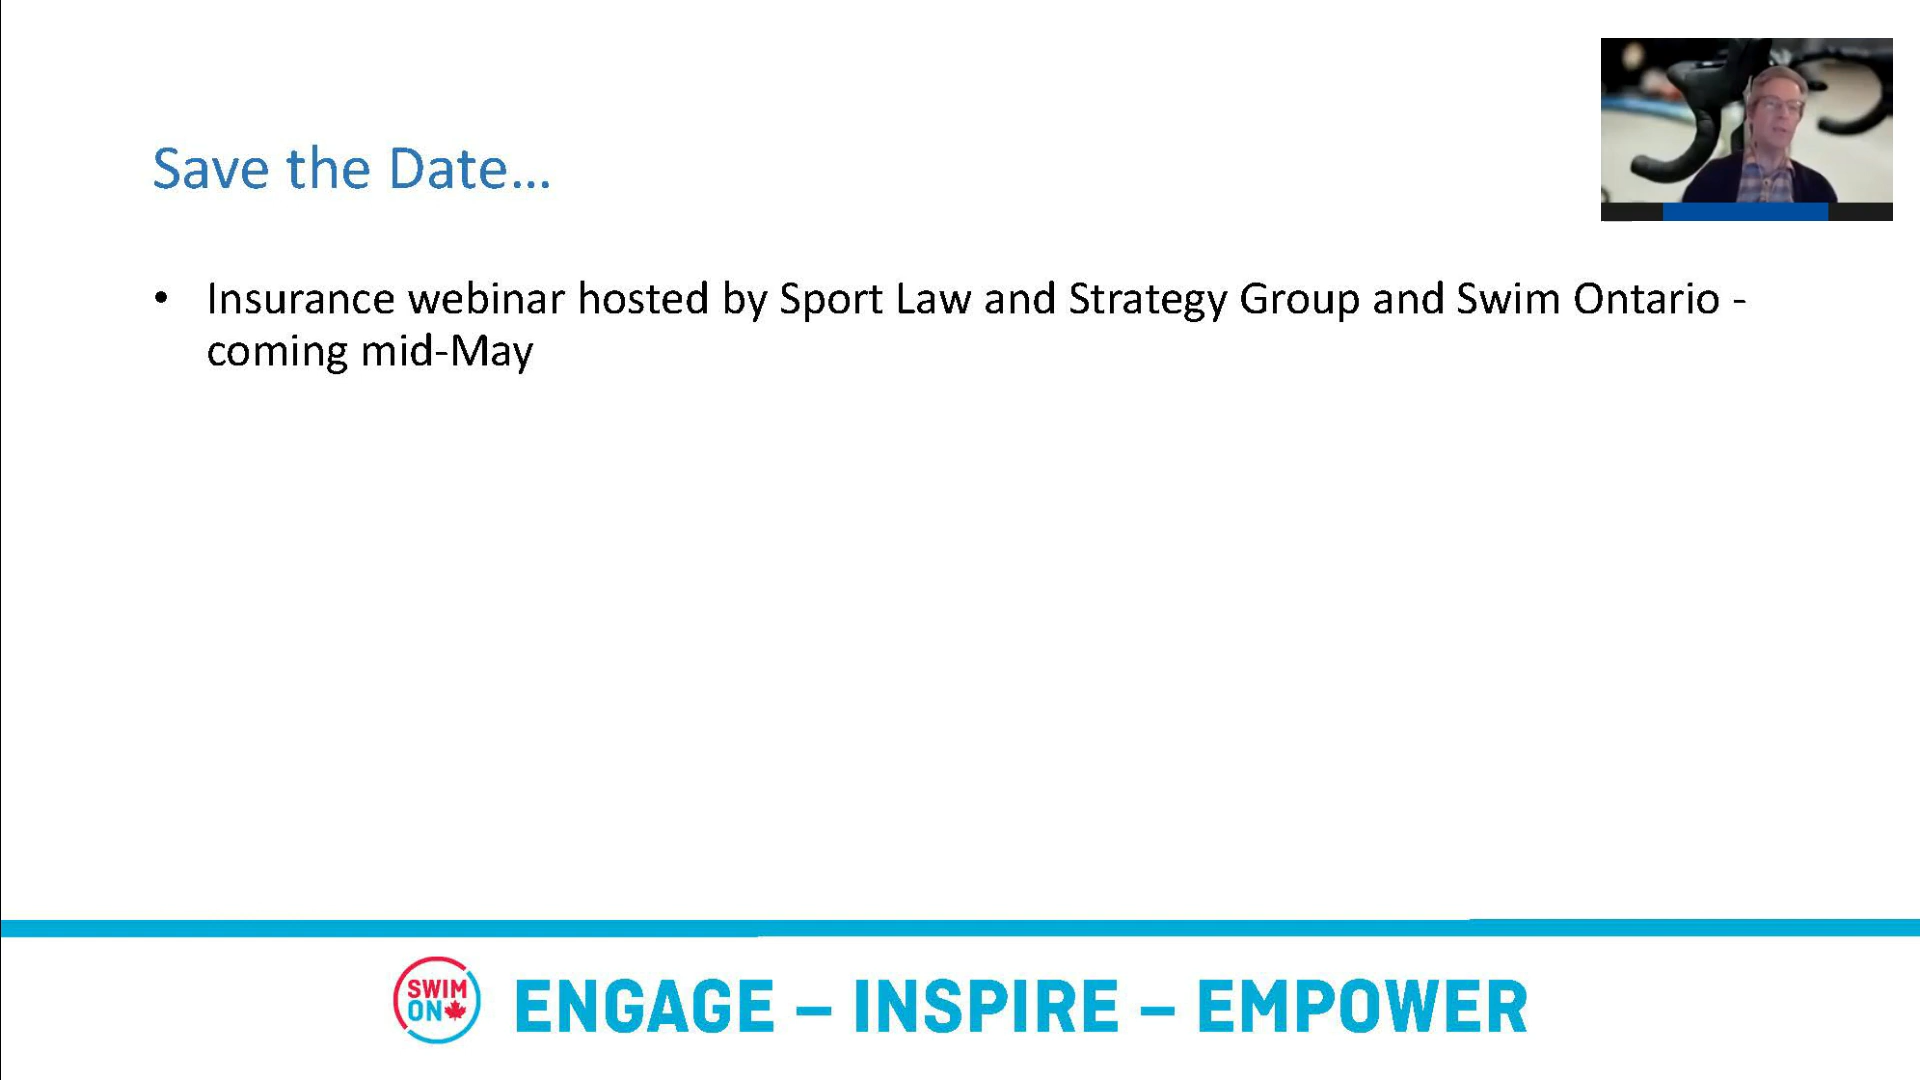 Save the Date...
• Insurance webinar hosted by Sport Law and Strategy Group and Swim Ontario -
coming mid-May
SWIM
ON
ENGAGE – INSPIRE – EMPOWER